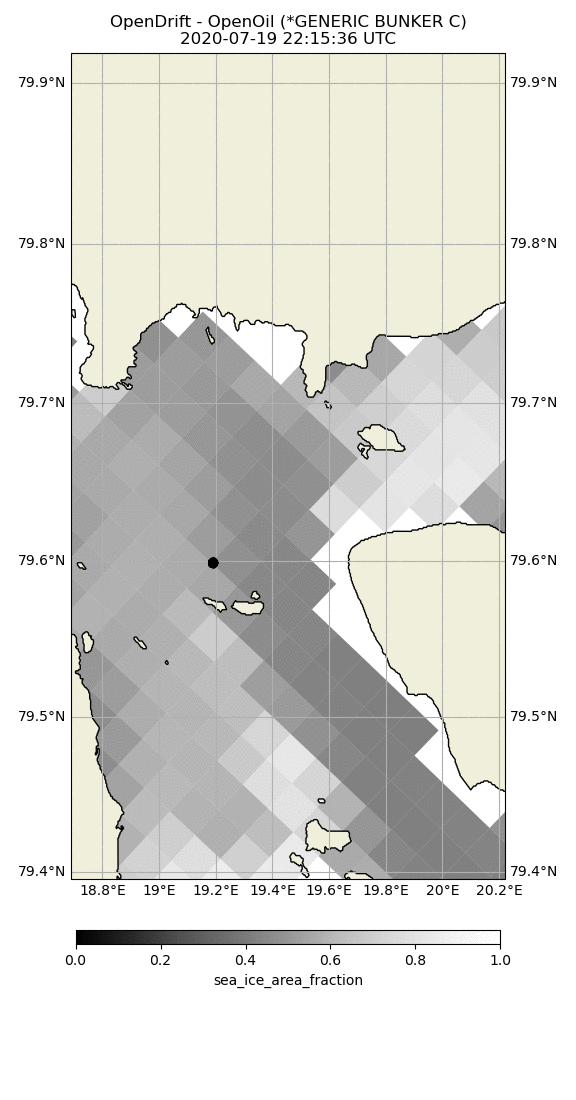 OpenDrift - OpenOil (*GENERIC BUNKER C)
2020-07-19 22:15:36 UTC
79.9°N 79.9°N
79.8°N 79.8°N
79.7°N 79.7°N
79.6°N 79.6°N
79.5°N 79.5°N
79.4°N 79.4°N
18.8°E 19°E 19.2°E 19.4°E 19.6°E 19.8°E 20°E 20.2°E
0.0 0.2 0.4 0.6 0.8 1.0
sea_ice_area_fraction